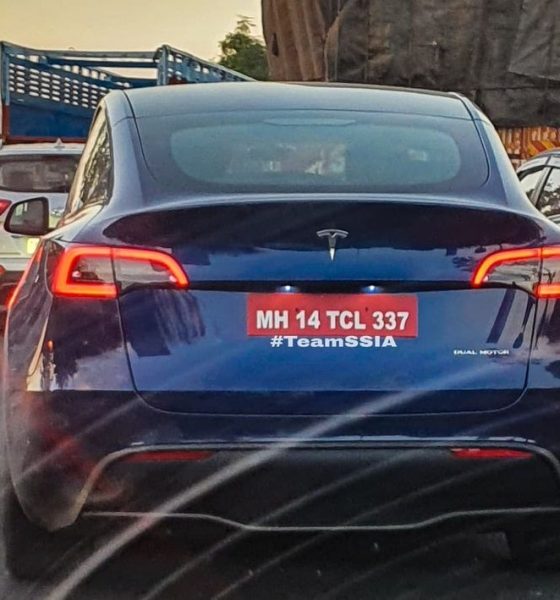 MH 14 TCL 337
#TeamSSIA
DUAL MOTOR